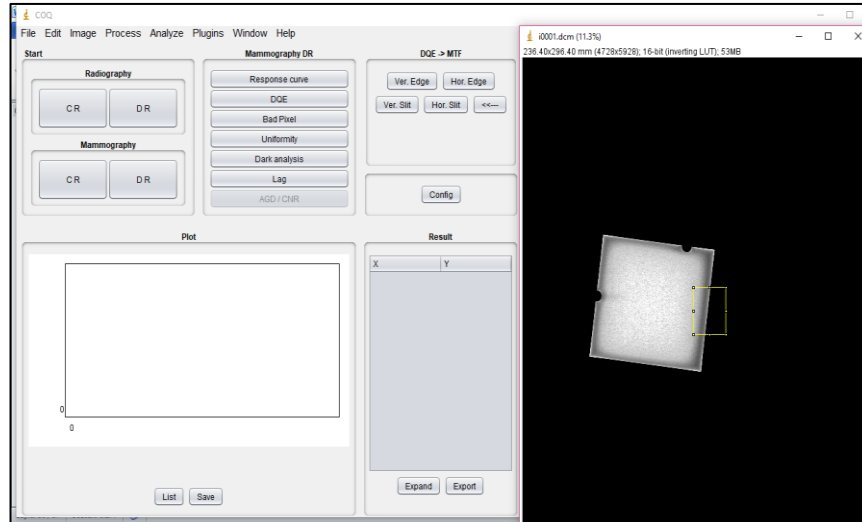 COQ
File Edit Image Process Analyze Plugins Window Help
Start
Radiography
CR DR
Mammography
CR DR
Mammography DR
Response curve
DQE
Bad Pixel
Uniformity
Dark analysis
Lag
AGD / CNR
DQE -> MTF
Ver. Edge Hor. Edge
Ver. Slit Hor. Slit <<---
Config
Plot
0
0
List Save
Result
X Y
Expand Export
i0001.dcm (11.3%)
236.40x296.40 mm (4728x5928); 16-bit (inverting LUT); 53MB